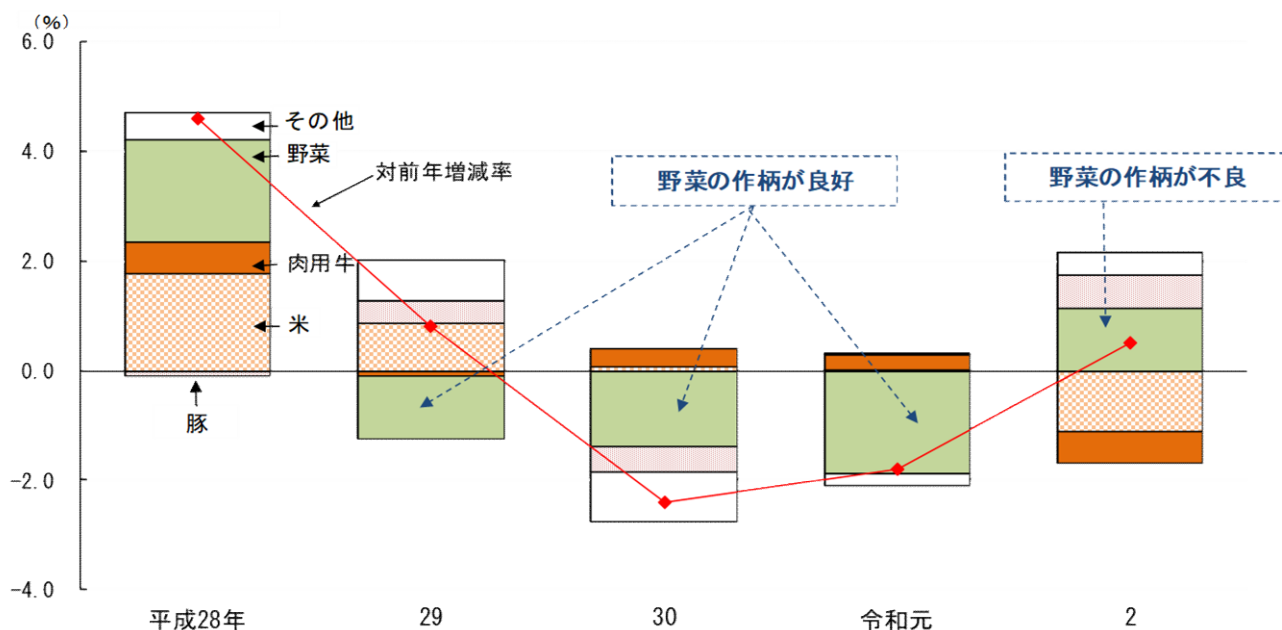 (%)
6.0
4.0
2.0
0.0
-2.0
-4.0
その他
野菜
対前年増減率
肉用牛
米
豚
野菜の作柄が良好
野菜の作柄が不良
平成28年
29
30
令和元
2